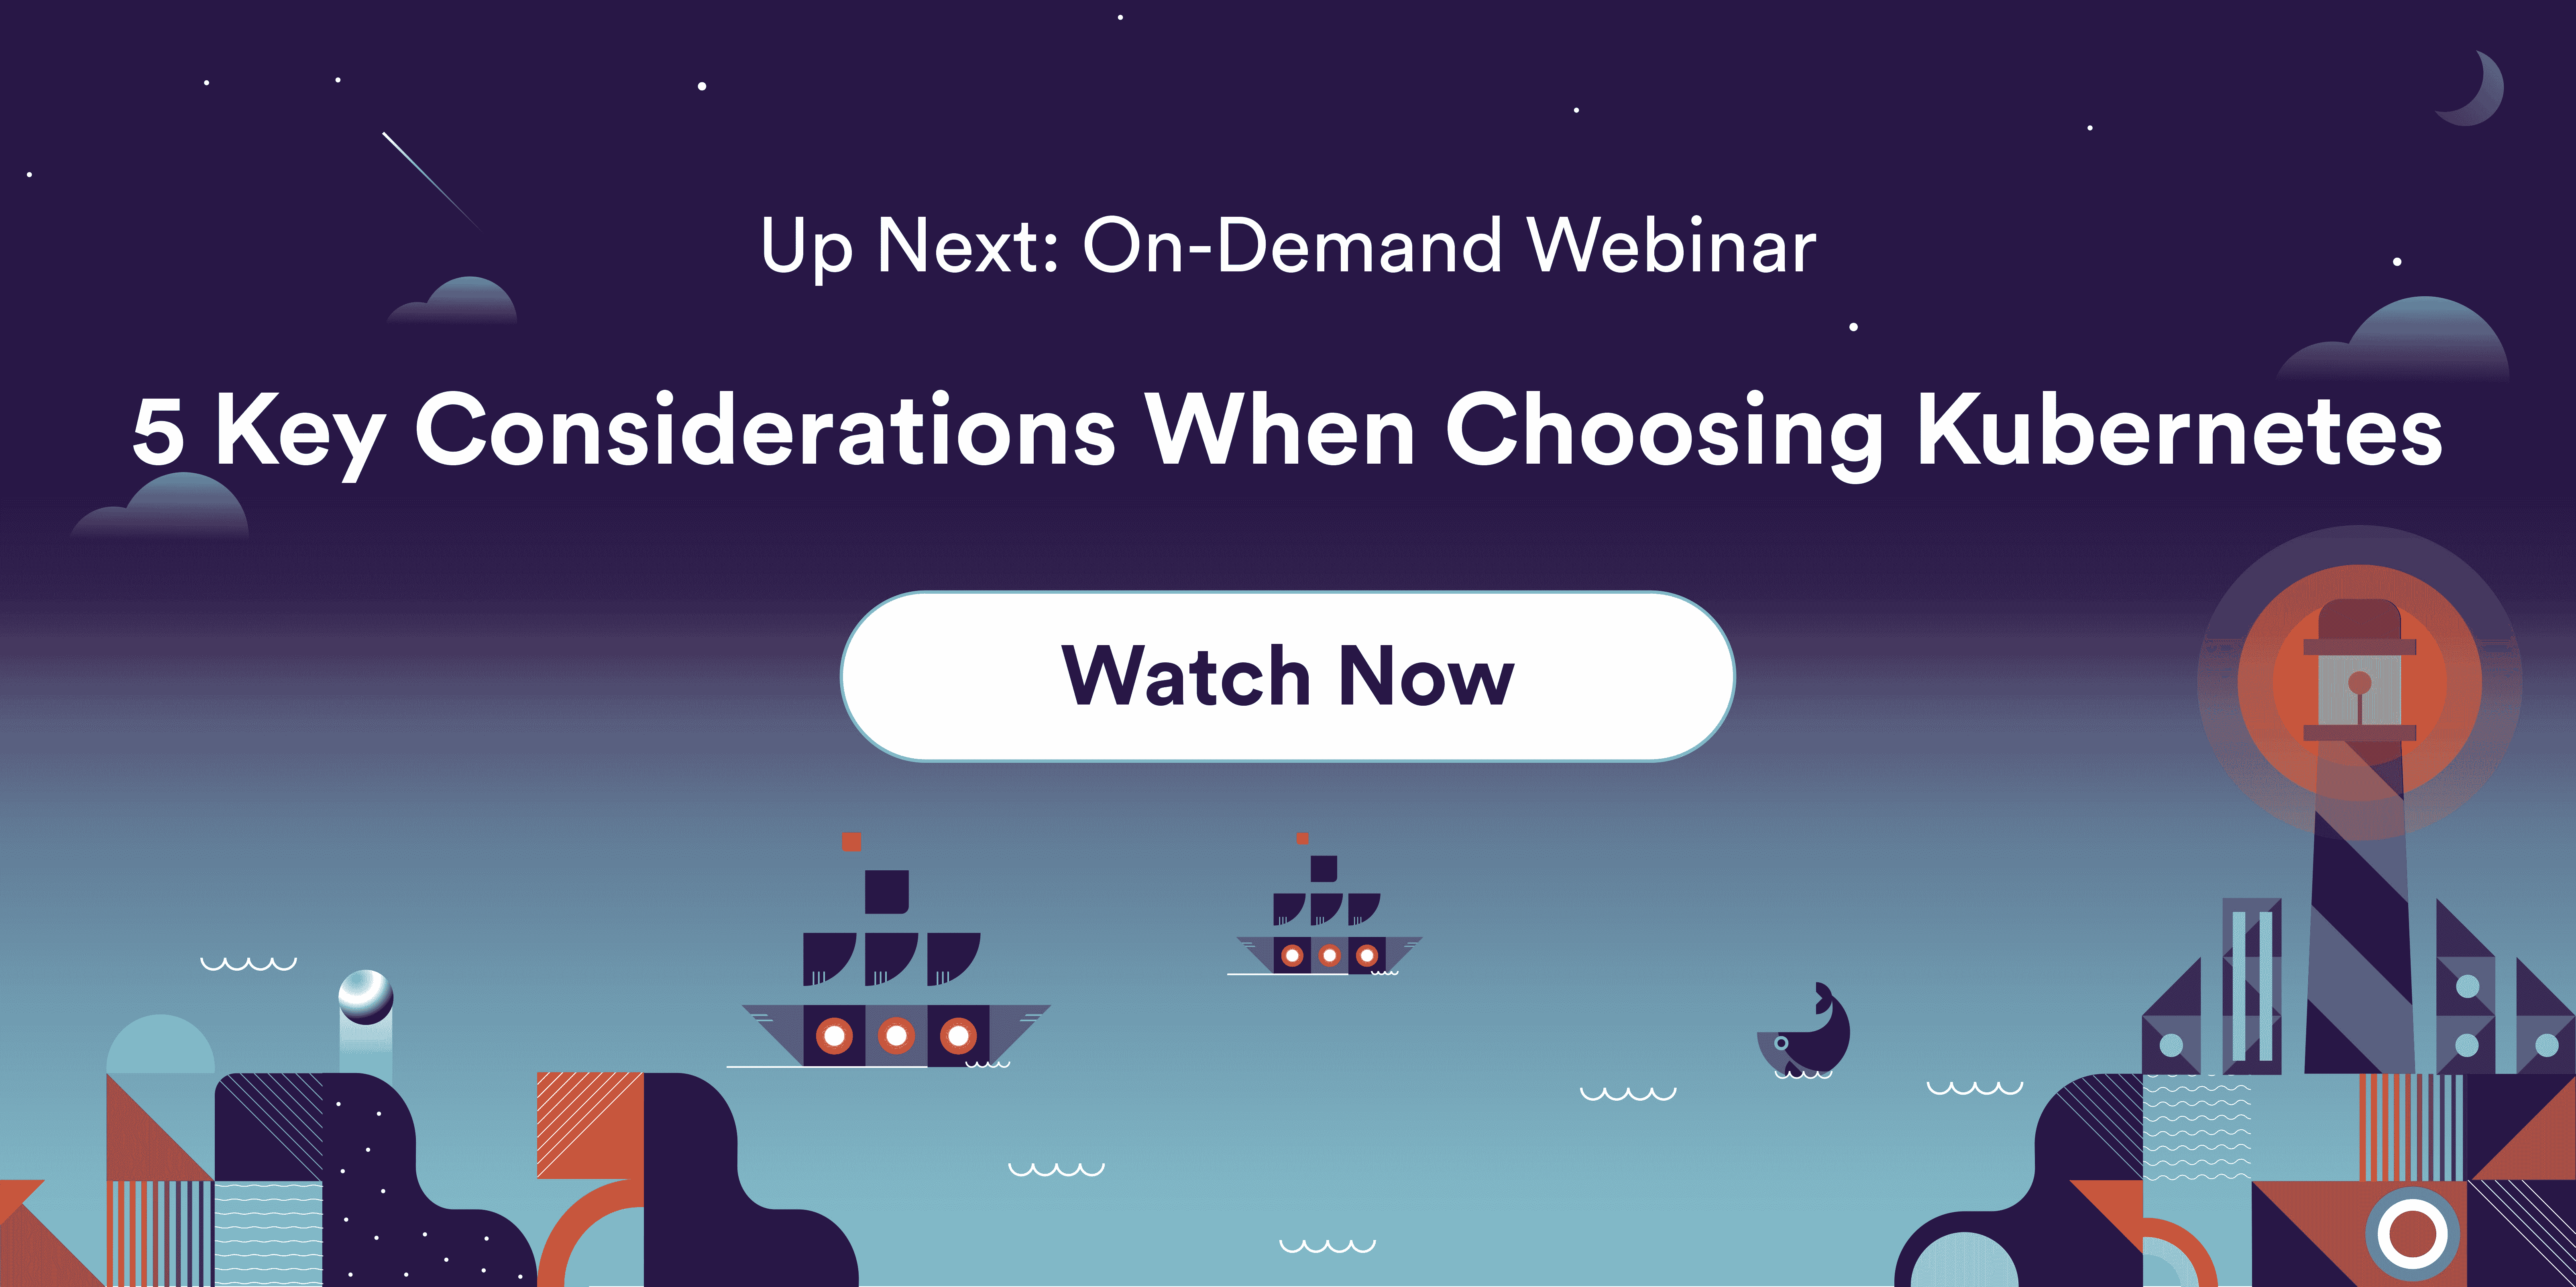 Up Next: On-Demand Webinar
5 Key Considerations When Choosing Kubernetes
Watch Now